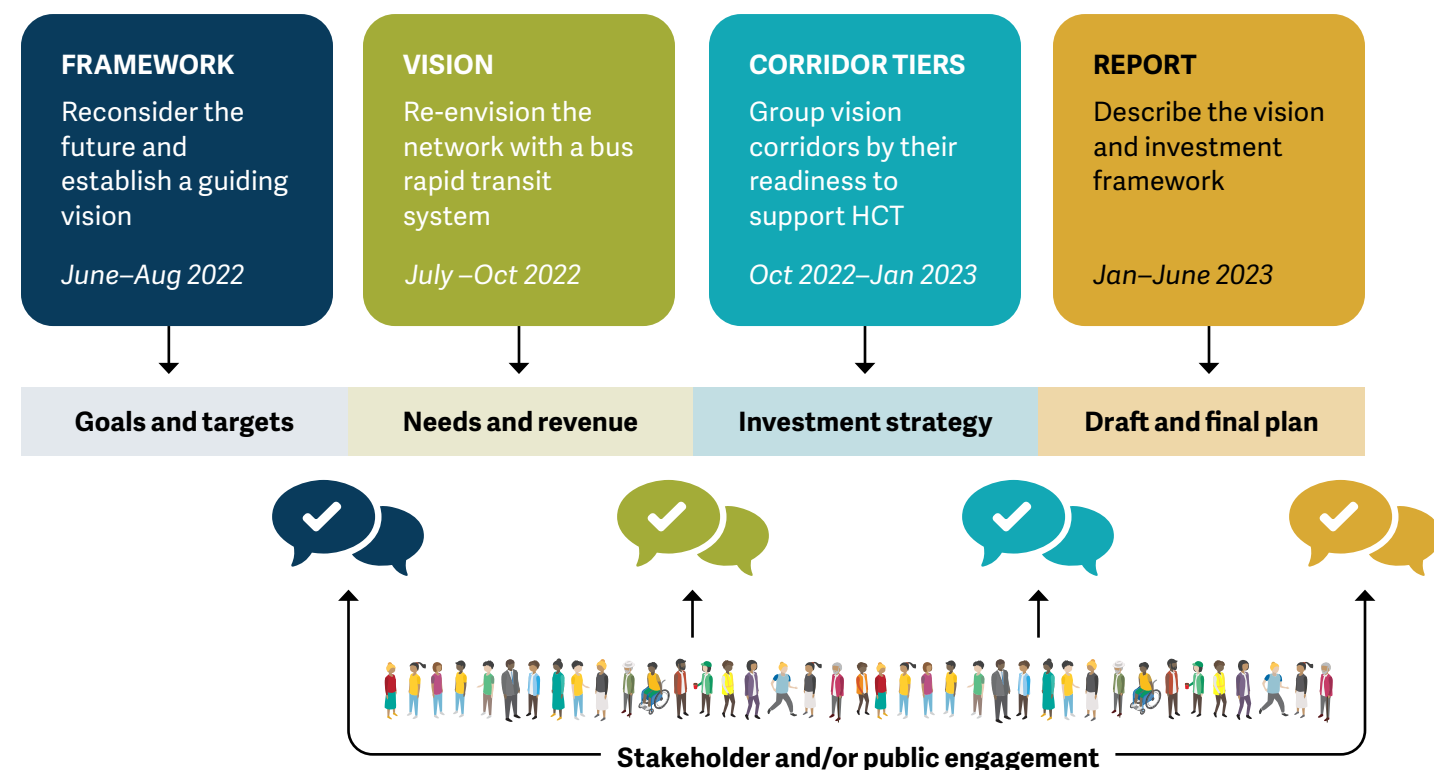 FRAMEWORK
Reconsider the
future and
establish a guiding
vision
June–Aug 2022
VISION
Re-envision the
network with a bus
rapid transit
system
July –Oct 2022
CORRIDOR TIERS
Group vision
corridors by their
readiness to
support HCT
Oct 2022–Jan 2023
REPORT
Describe the vision
and investment
framework
Jan–June 2023
Goals and targets
Needs and revenue
Investment strategy
Draft and final plan
Stakeholder and/or public engagement